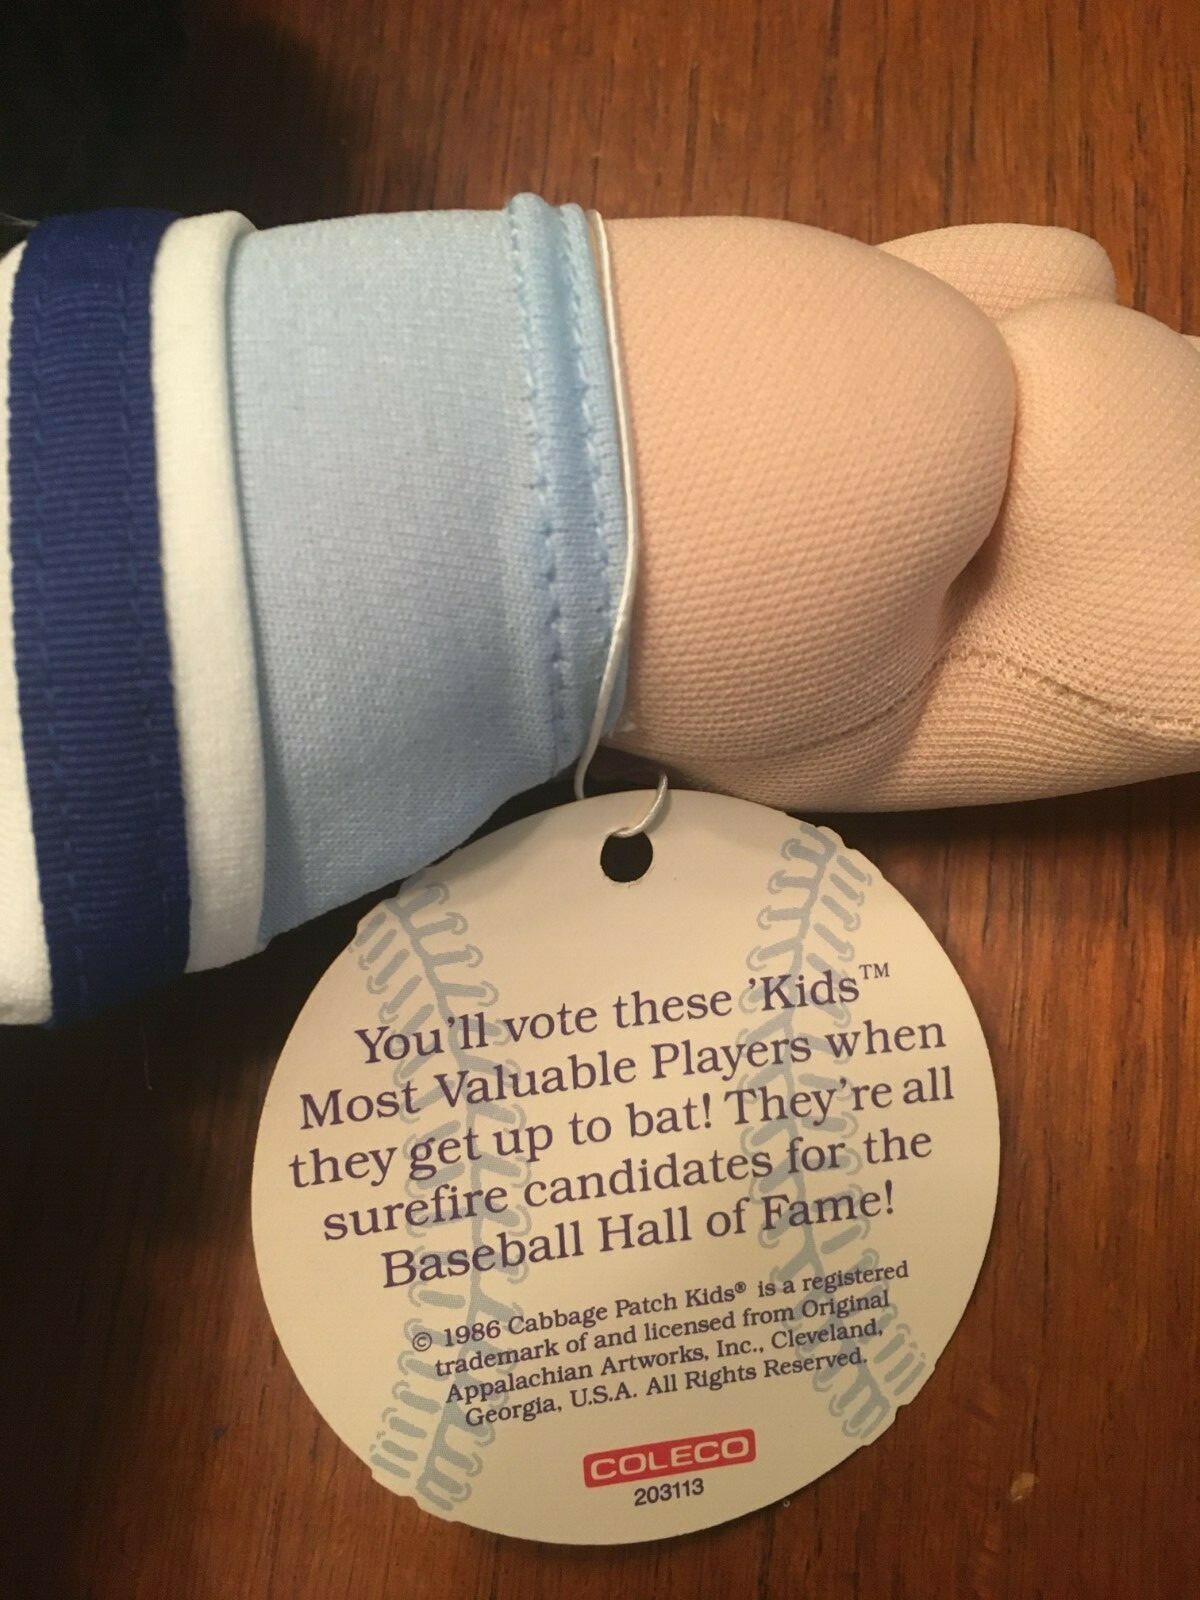 You'll vote these 'Kids™
Most Valuable Players when
they get up to bat! They're all
surefire candidates for the
Baseball Hall of Fame!
© 1986 Cabbage Patch Kids® is a registered
trademark of and licensed from Original
Appalachian Artworks, Inc., Cleveland,
Georgia, U.S.A. All Rights Reserved.
COLECO
203113